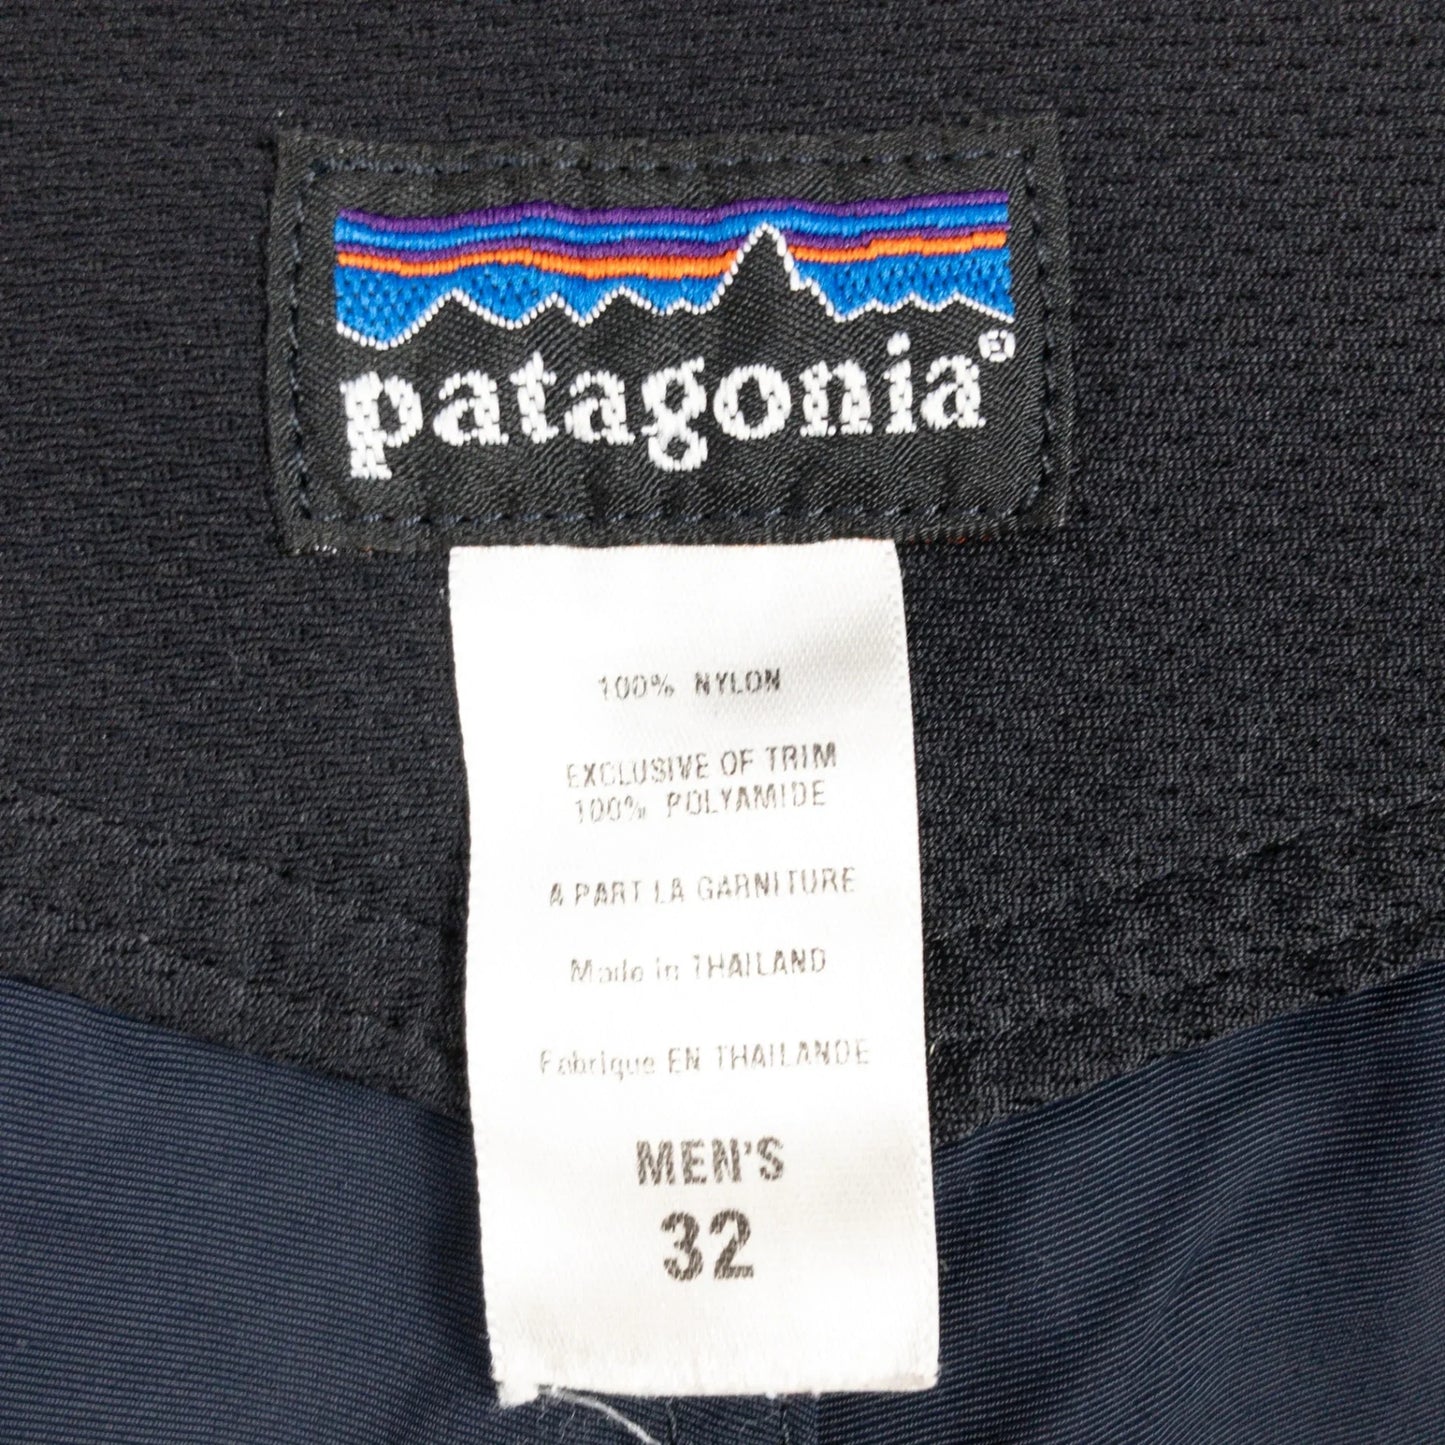 patagonia®
100% NYLON
EXCLUSIVE OF TRIM
100% POLYAMIDE
A PART LA GARNITURE
Made in THAILAND
Fabrique EN THAILANDE
MEN'S
32